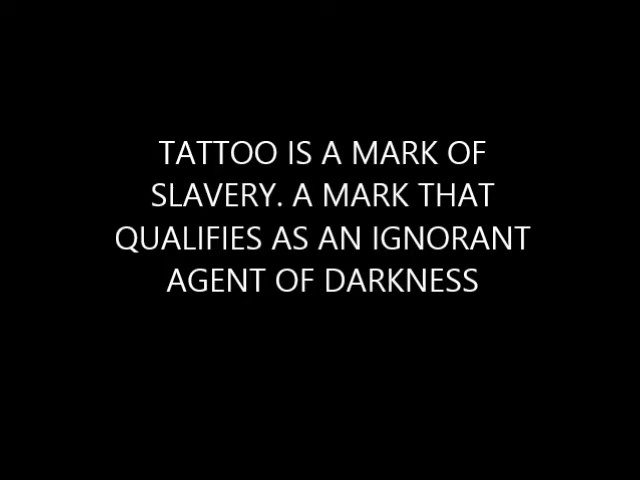 TATTOO IS A MARK OF
SLAVERY. A MARK THAT
QUALIFIES AS AN IGNORANT
AGENT OF DARKNESS